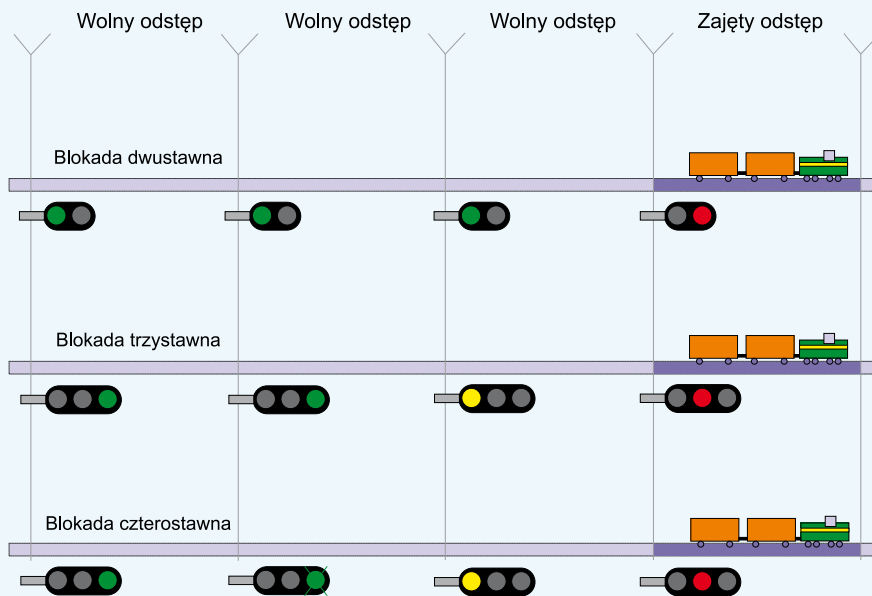 Wolny odstęp Wolny odstęp Wolny odstęp Zajęty odstęp
Blokada dwustawna
Blokada trzystawna
Blokada czterostawna